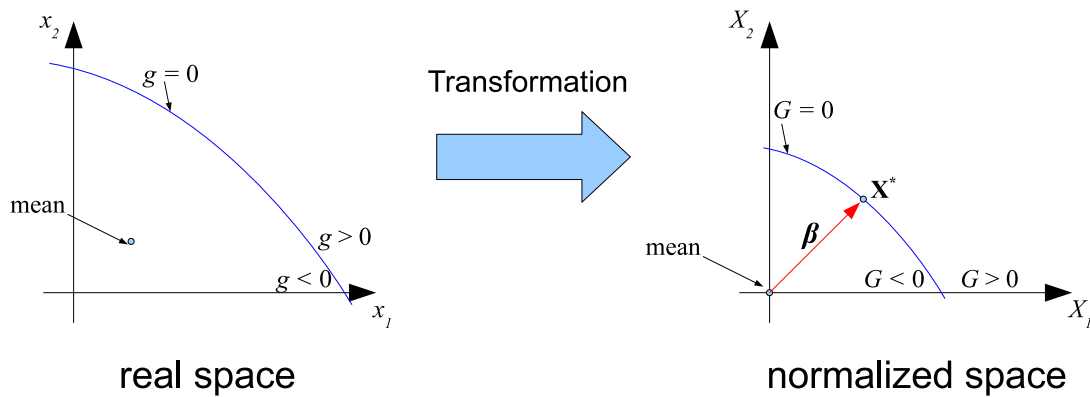 x₂
g = 0
mean
g > 0
g < 0
x₁
real space
Transformation
X₂
G = 0
X*
β
mean
G < 0
G > 0
X₁
normalized space